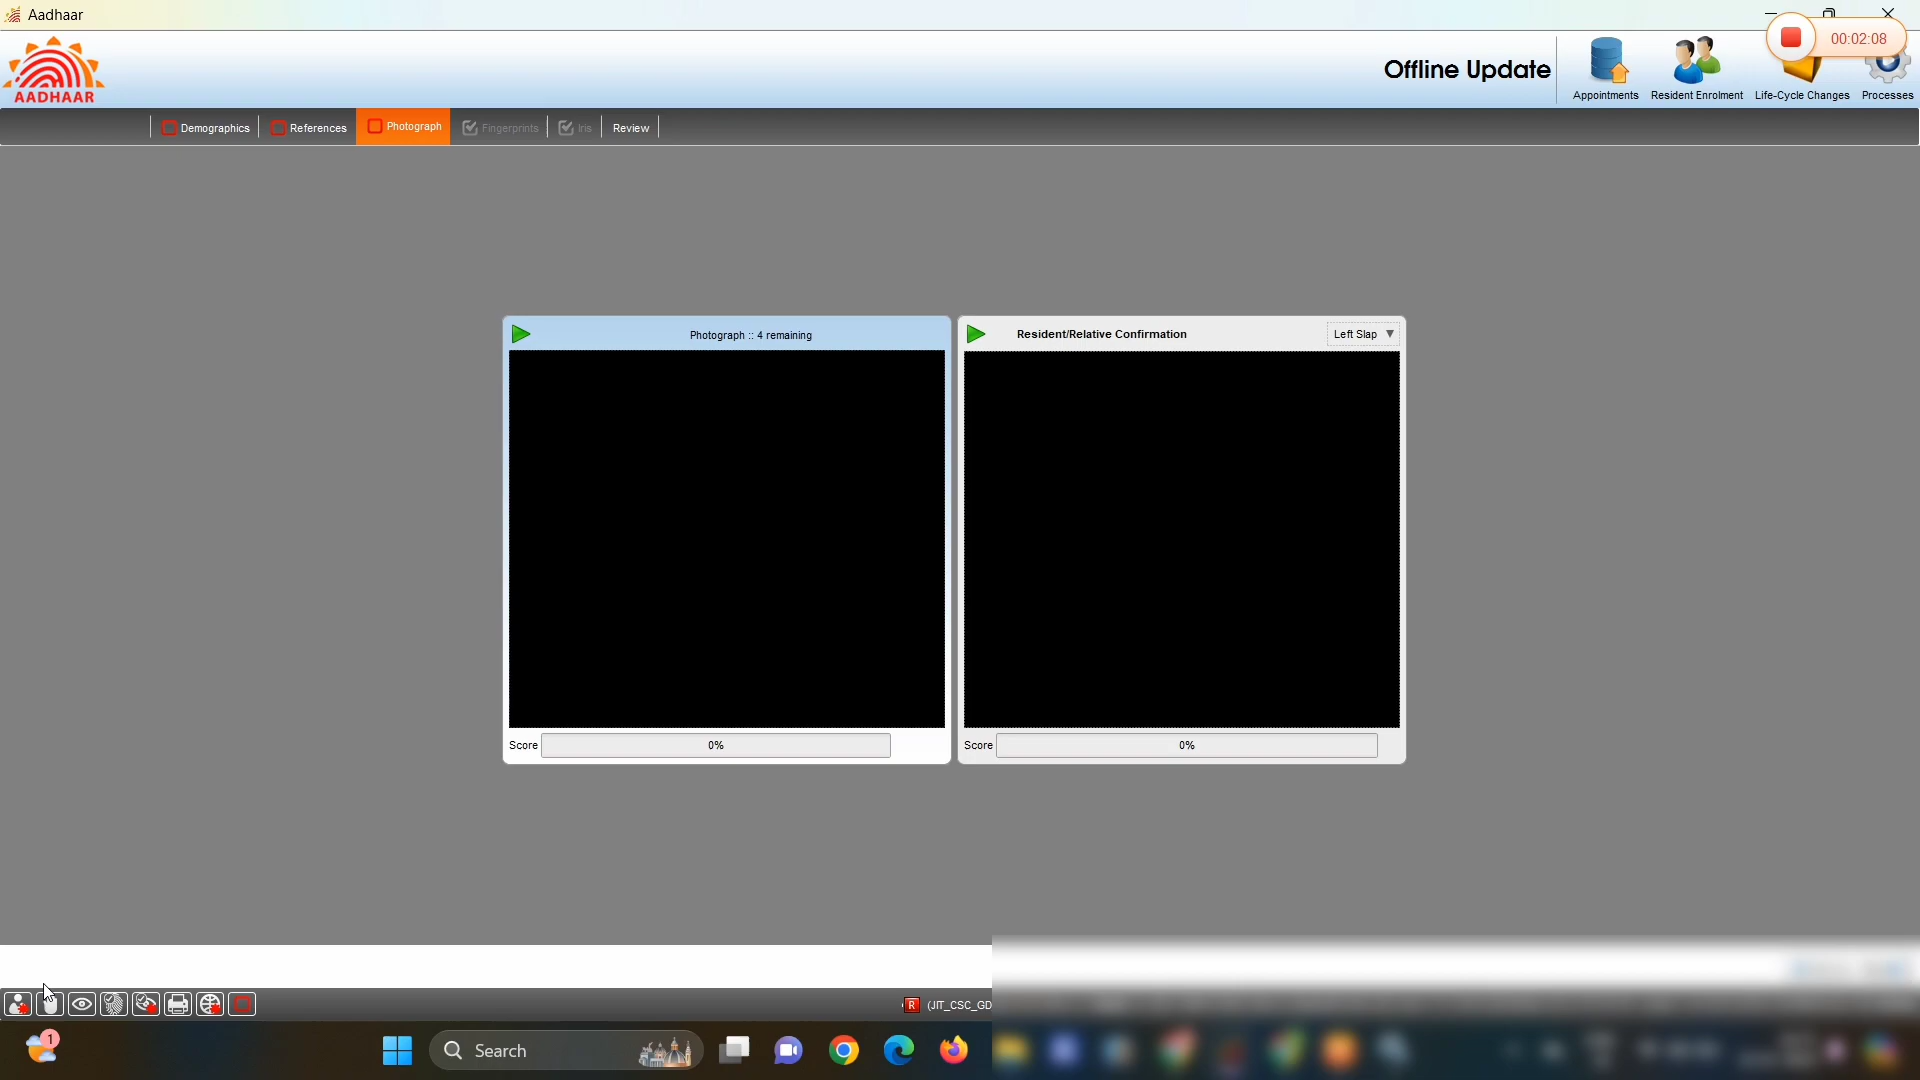 Aadhaar
00:02:08
AADHAAR
Offline Update
Appointments
Resident Enrolment
Life-Cycle Changes
Processes
Demographics
References
Photograph
Fingerprints
Iris
Review
Photograph :: 4 remaining
Resident/Relative Confirmation
Left Slap
Score
0%
Score
0%
R
(JIT_CSC_GD
1
Search